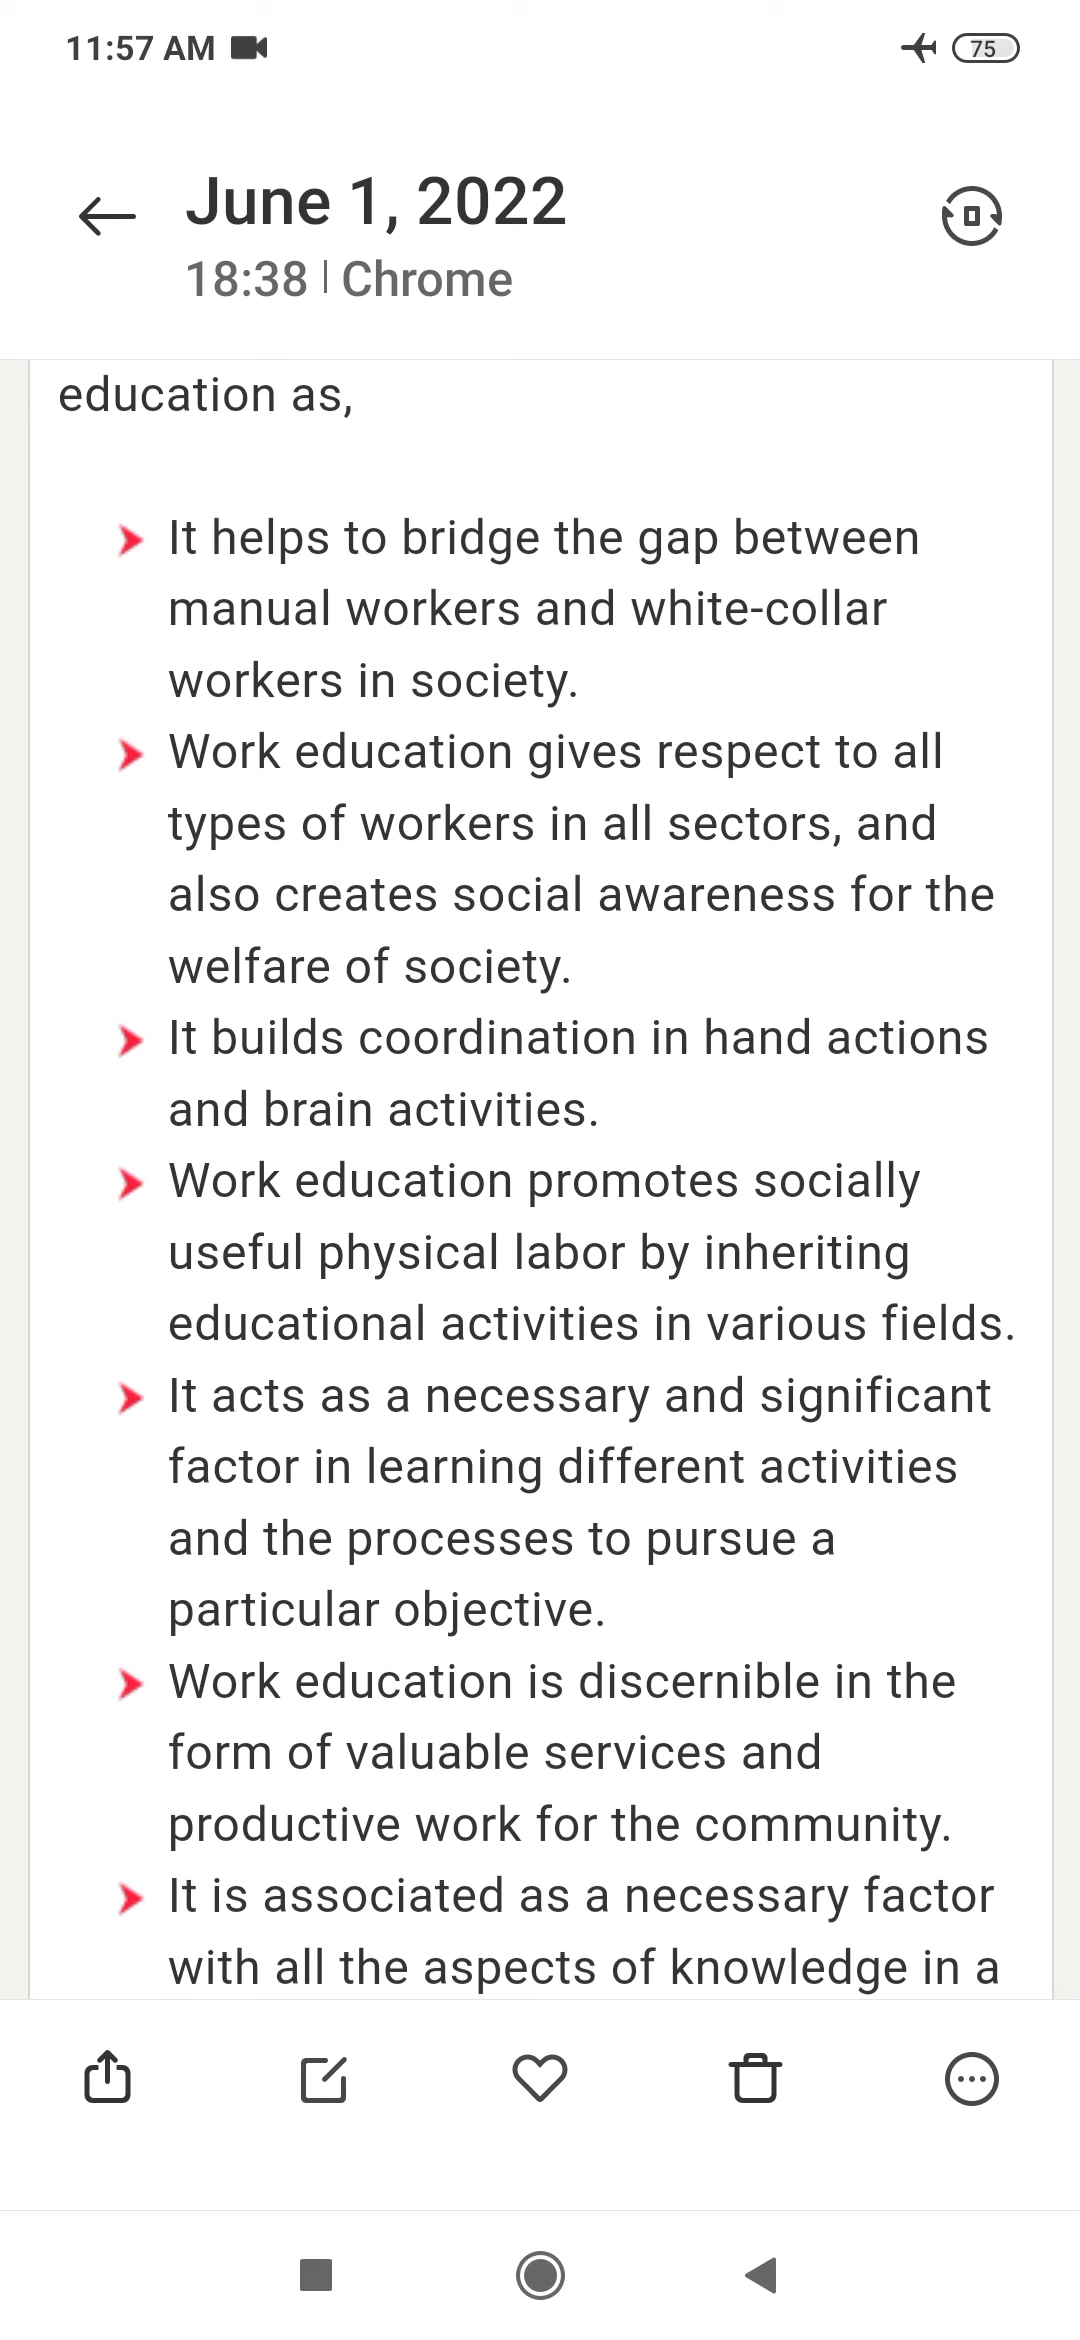 11:57 AM
75
June 1, 2022
18:38 | Chrome
education as,
It helps to bridge the gap between
manual workers and white-collar
workers in society.
Work education gives respect to all
types of workers in all sectors, and
also creates social awareness for the
welfare of society.
It builds coordination in hand actions
and brain activities.
Work education promotes socially
useful physical labor by inheriting
educational activities in various fields.
It acts as a necessary and significant
factor in learning different activities
and the processes to pursue a
particular objective.
Work education is discernible in the
form of valuable services and
productive work for the community.
It is associated as a necessary factor
with all the aspects of knowledge in a